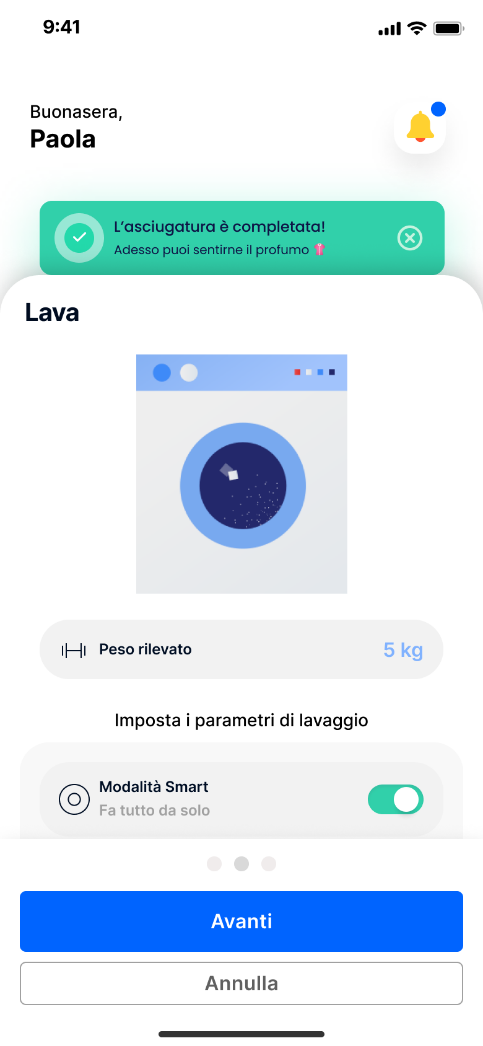 9:41
Buonasera,
Paola
L’asciugatura è completata!
Adesso puoi sentirne il profumo 👚
Lava
Peso rilevato
5 kg
Imposta i parametri di lavaggio
Modalità Smart
Fa tutto da solo
Avanti
Annulla